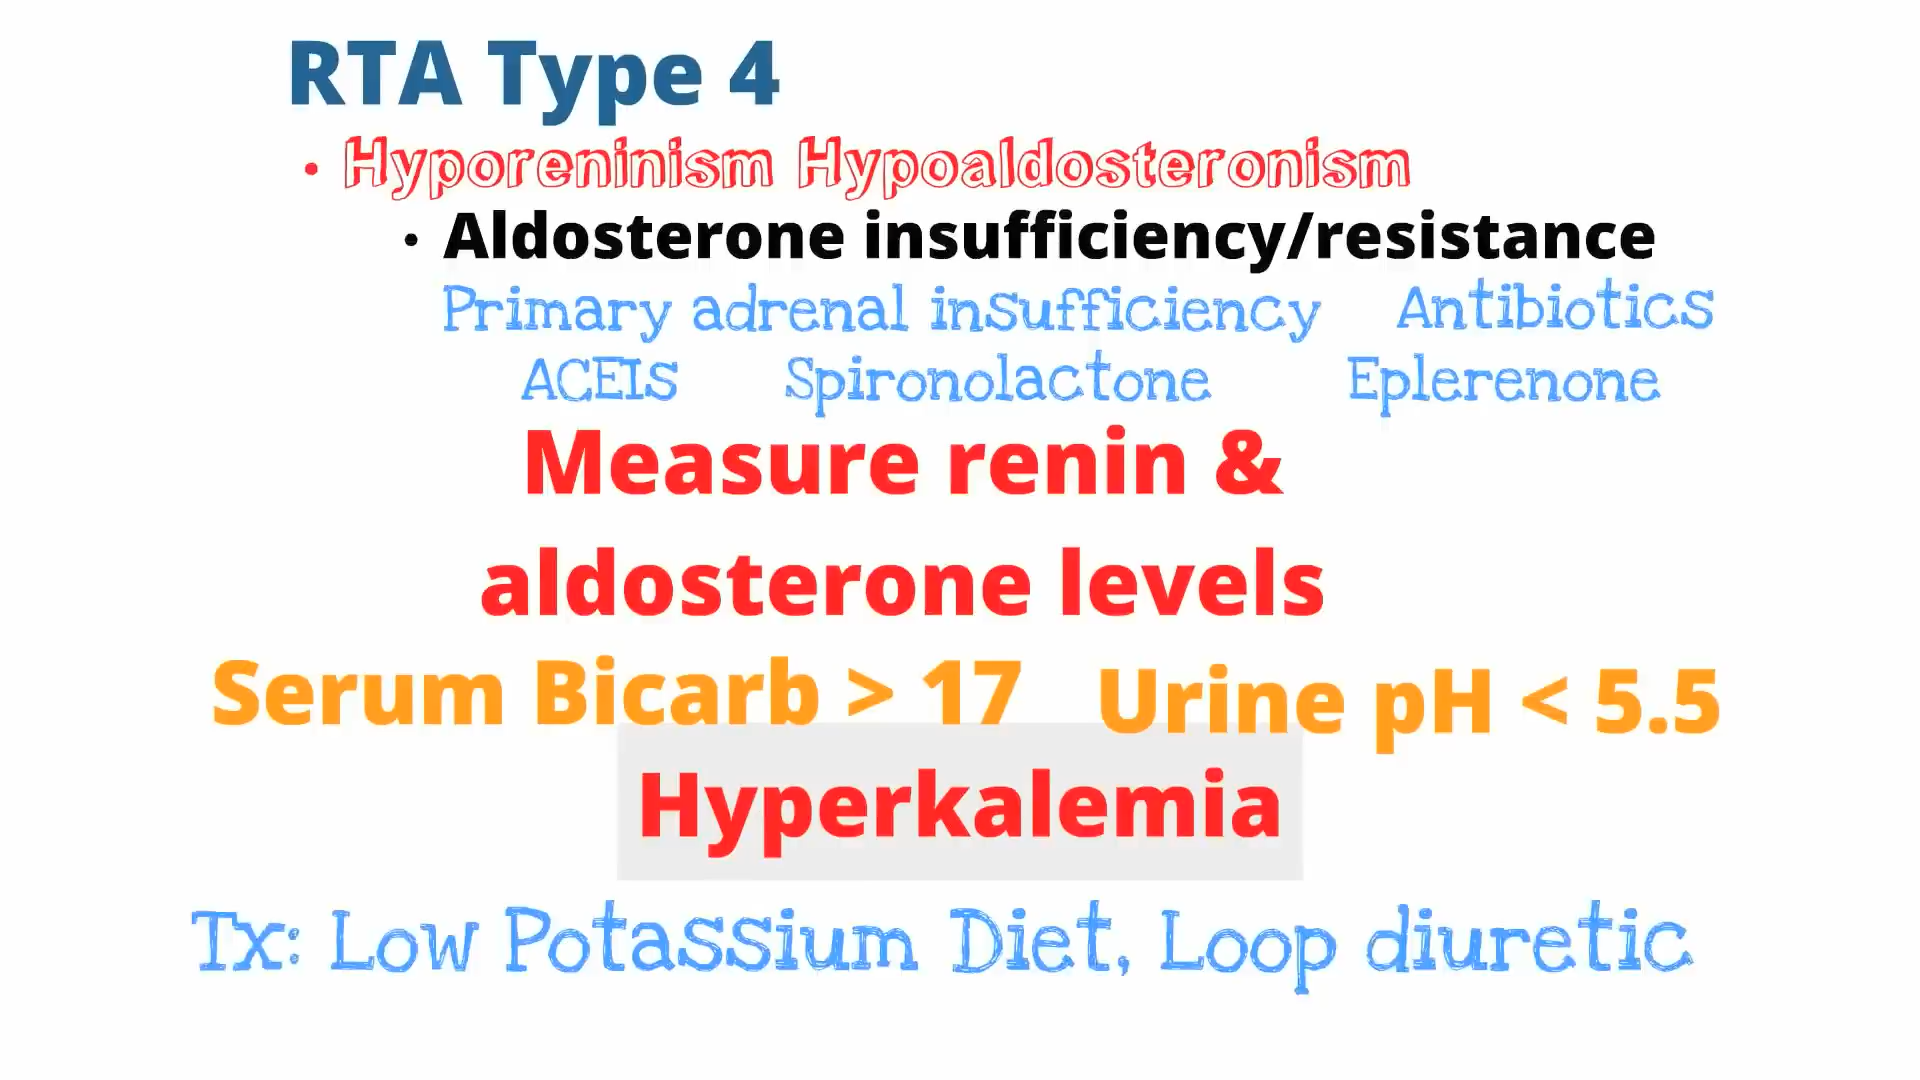 RTA Type 4
• Hyporeninism Hypoaldosteronism
• Aldosterone insufficiency/resistance
Primary adrenal insufficiency Antibiotics
ACEIs Spironolactone Eplerenone
Measure renin &
aldosterone levels
Serum Bicarb > 17 Urine pH < 5.5
Hyperkalemia
Tx: Low Potassium Diet, Loop diuretic